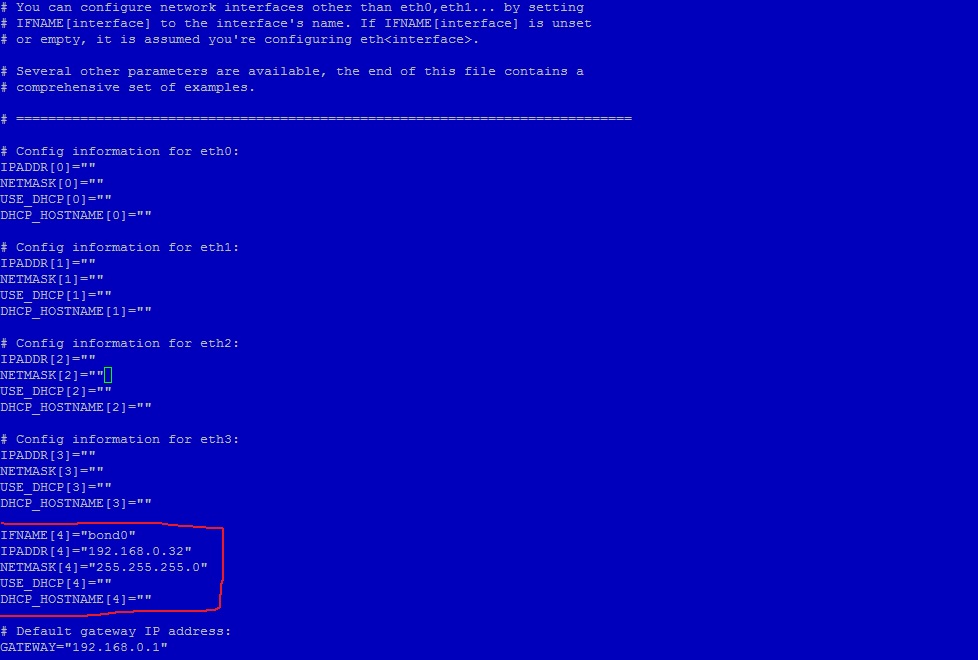 # You can configure network interfaces other than eth0,eth1... by setting
# IFNAME[interface] to the interface's name. If IFNAME[interface] is unset
# or empty, it is assumed you're configuring eth<interface>.
# Several other parameters are available, the end of this file contains a
# comprehensive set of examples.
# =============================================================================
# Config information for eth0:
IPADDR[0]=""
NETMASK[0]=""
USE_DHCP[0]=""
DHCP_HOSTNAME[0]=""
# Config information for eth1:
IPADDR[1]=""
NETMASK[1]=""
USE_DHCP[1]=""
DHCP_HOSTNAME[1]=""
# Config information for eth2:
IPADDR[2]=""
NETMASK[2]=""
USE_DHCP[2]=""
DHCP_HOSTNAME[2]=""
# Config information for eth3:
IPADDR[3]=""
NETMASK[3]=""
USE_DHCP[3]=""
DHCP_HOSTNAME[3]=""
IFNAME[4]="bond0"
IPADDR[4]="192.168.0.32"
NETMASK[4]="255.255.255.0"
USE_DHCP[4]=""
DHCP_HOSTNAME[4]=""
# Default gateway IP address:
GATEWAY="192.168.0.1"